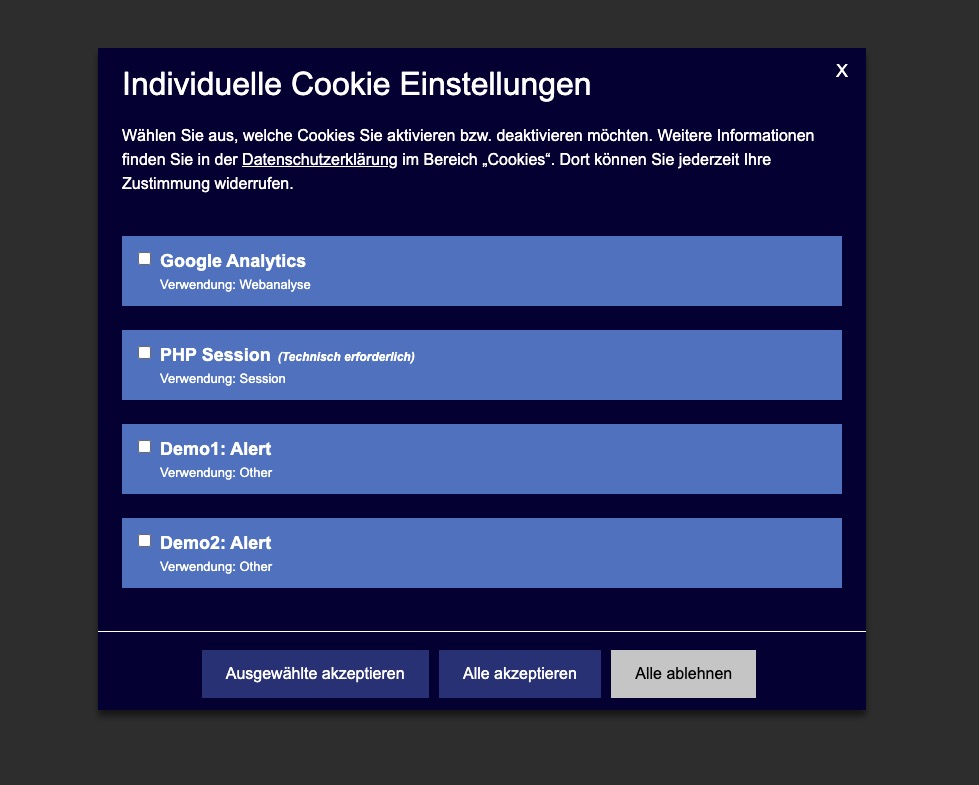 x
Individuelle Cookie Einstellungen
Wählen Sie aus, welche Cookies Sie aktivieren bzw. deaktivieren möchten. Weitere Informationen
finden Sie in der Datenschutzerklärung im Bereich „Cookies“. Dort können Sie jederzeit Ihre
Zustimmung widerrufen.
Google Analytics
Verwendung: Webanalyse
PHP Session (Technisch erforderlich)
Verwendung: Session
Demo1: Alert
Verwendung: Other
Demo2: Alert
Verwendung: Other
Ausgewählte akzeptieren Alle akzeptieren Alle ablehnen